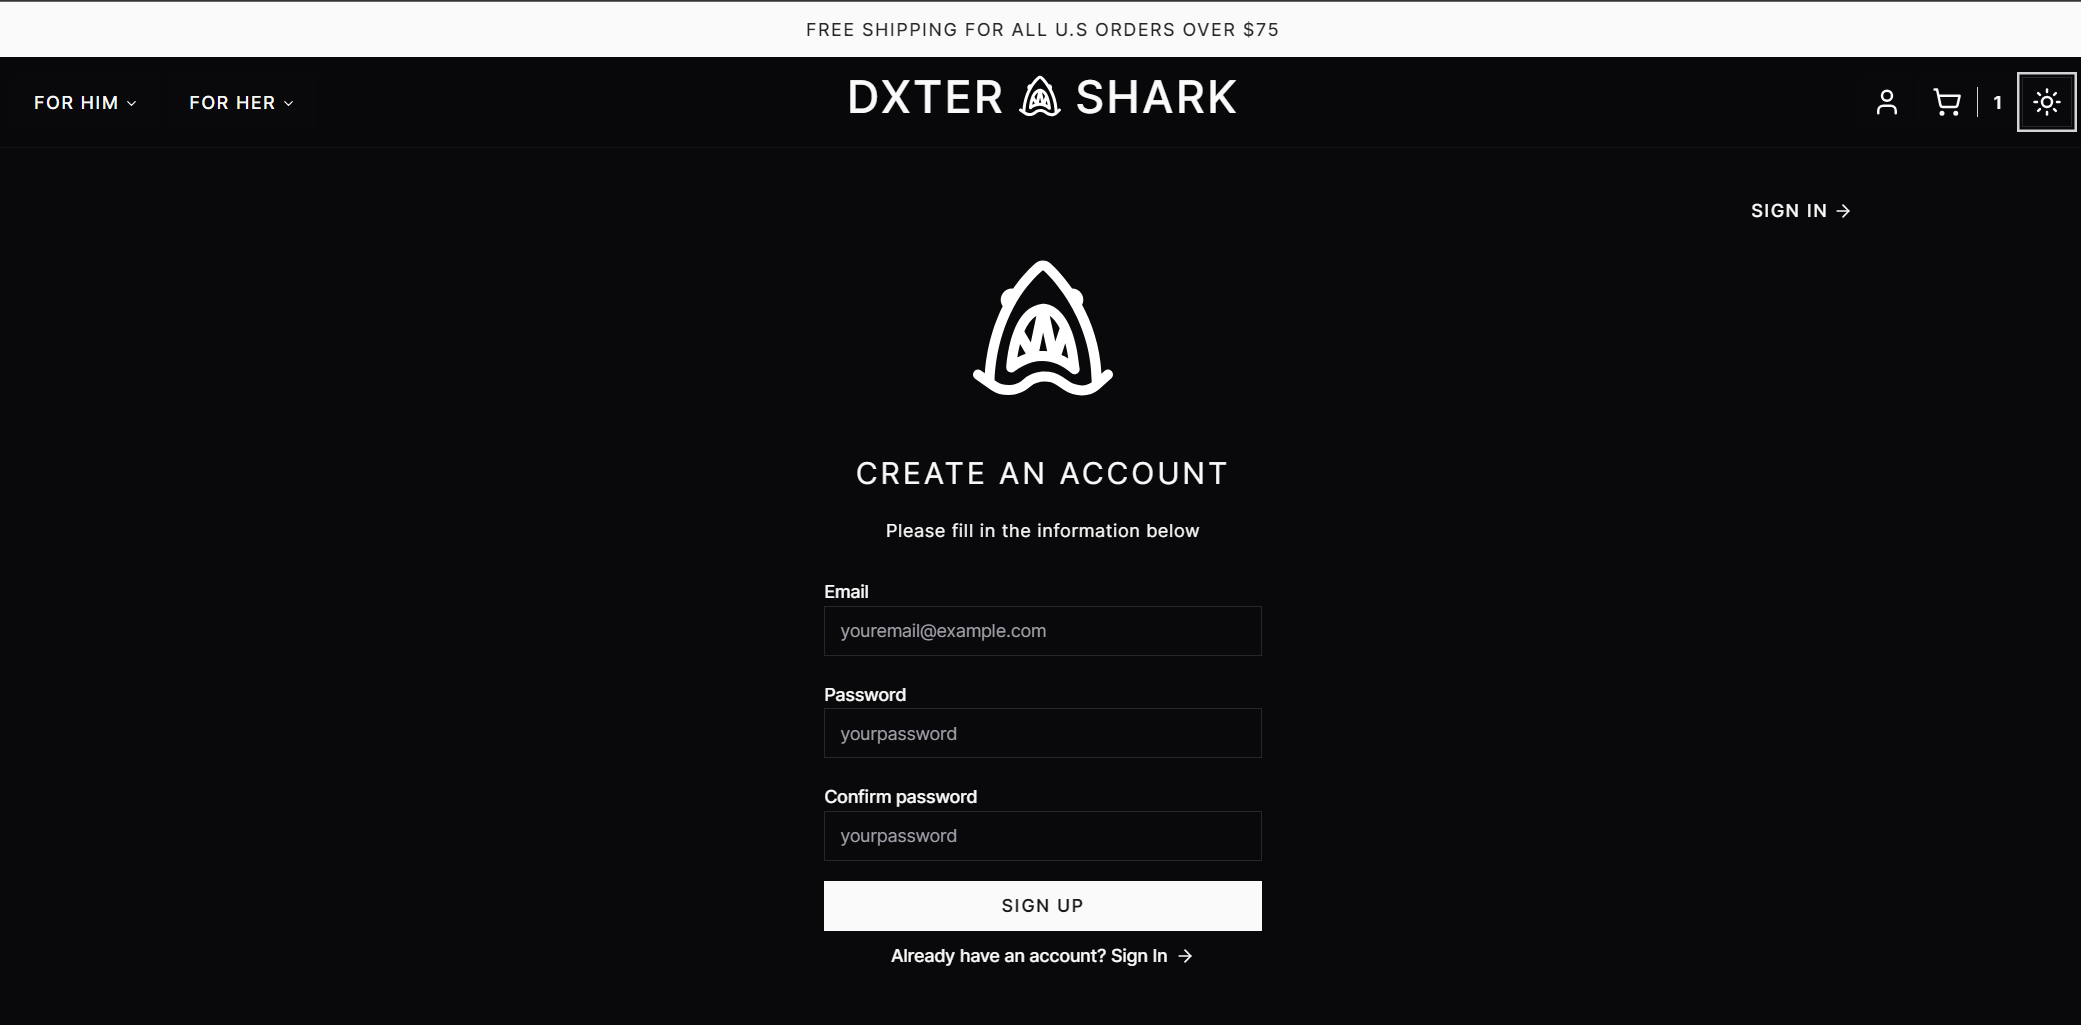 FREE SHIPPING FOR ALL U.S ORDERS OVER $75
FOR HIM
FOR HER
DXTER SHARK
1
SIGN IN
CREATE AN ACCOUNT
Please fill in the information below
Email
youremail@example.com
Password
yourpassword
Confirm password
yourpassword
SIGN UP
Already have an account? Sign In